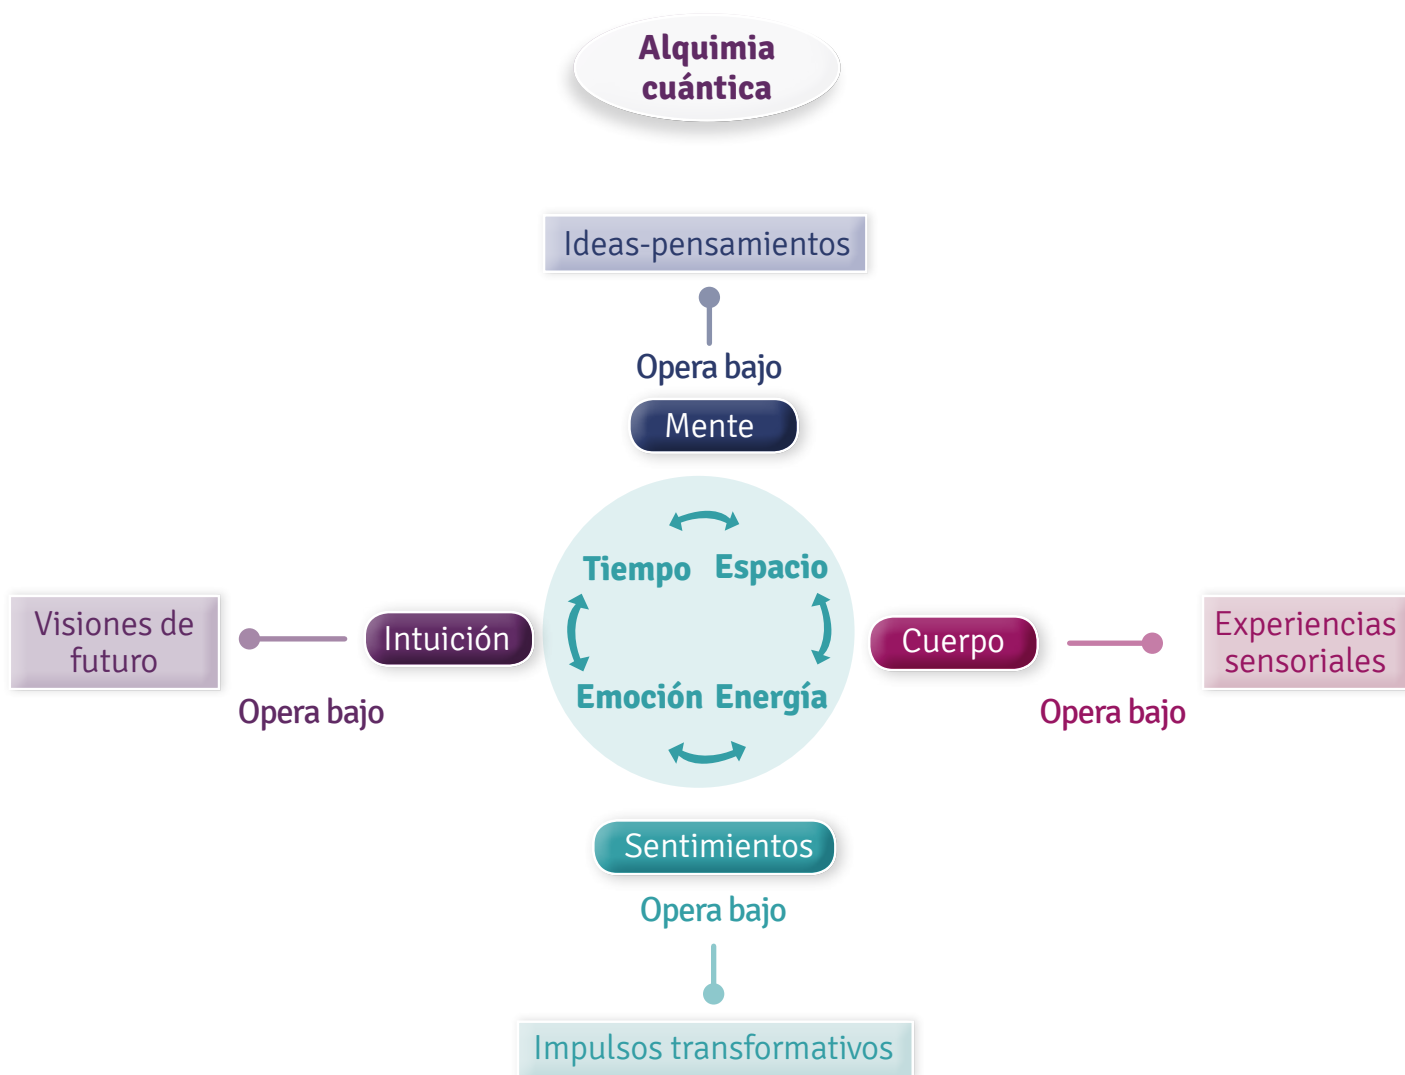 Alquimia
cuántica
Ideas-pensamientos
Opera bajo
Mente
Tiempo Espacio
Visiones de
futuro
Intuición
Cuerpo
Experiencias
sensoriales
Emoción Energía
Opera bajo
Opera bajo
Sentimientos
Opera bajo
Impulsos transformativos